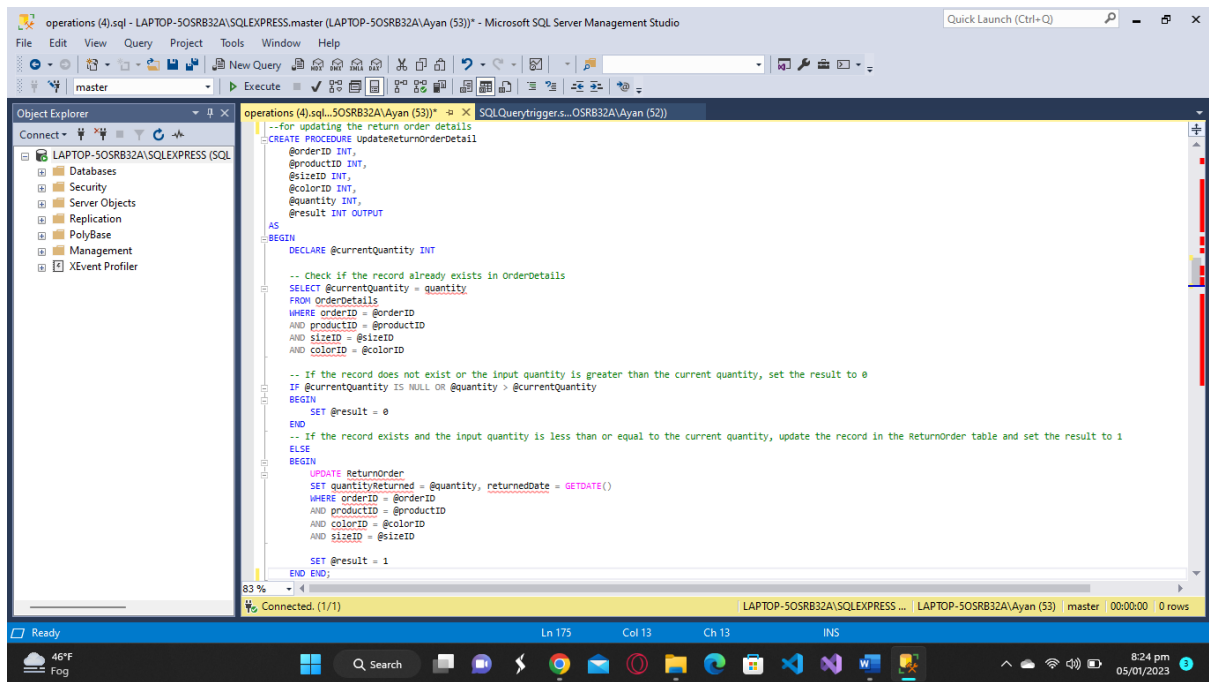 operations (4).sql - LAPTOP-5OSRB32A\SQLEXPRESS.master (LAPTOP-5OSRB32A\Ayan (53))* - Microsoft SQL Server Management Studio
Quick Launch (Ctrl+Q)
File Edit View Query Project Tools Window Help
New Query
MDX DMX XMLA DAX
master
Execute
Object Explorer
operations (4).sql...5OSRB32A\Ayan (53))*
SQLQuerytrigger.s...OSRB32A\Ayan (52))
Connect
LAPTOP-5OSRB32A\SQLEXPRESS (SQL
Databases
Security
Server Objects
Replication
PolyBase
Management
XEvent Profiler
--for updating the return order details
CREATE PROCEDURE UpdateReturnOrderDetail
@orderID INT,
@productID INT,
@sizeID INT,
@colorID INT,
@quantity INT,
@result INT OUTPUT
AS
BEGIN
DECLARE @currentQuantity INT
-- Check if the record already exists in OrderDetails
SELECT @currentQuantity = quantity
FROM OrderDetails
WHERE orderID = @orderID
AND productID = @productID
AND sizeID = @sizeID
AND colorID = @colorID
-- If the record does not exist or the input quantity is greater than the current quantity, set the result to 0
IF @currentQuantity IS NULL OR @quantity > @currentQuantity
BEGIN
SET @result = 0
END
-- If the record exists and the input quantity is less than or equal to the current quantity, update the record in the ReturnOrder table and set the result to 1
ELSE
BEGIN
UPDATE ReturnOrder
SET quantityReturned = @quantity, returnedDate = GETDATE()
WHERE orderID = @orderID
AND productID = @productID
AND colorID = @colorID
AND sizeID = @sizeID
SET @result = 1
END END;
83 %
Connected. (1/1)
LAPTOP-5OSRB32A\SQLEXPRESS ...
LAPTOP-5OSRB32A\Ayan (53)
master
00:00:00
0 rows
Ready
Ln 175
Col 13
Ch 13
INS
46°F
Fog
Search
8:24 pm
05/01/2023
3